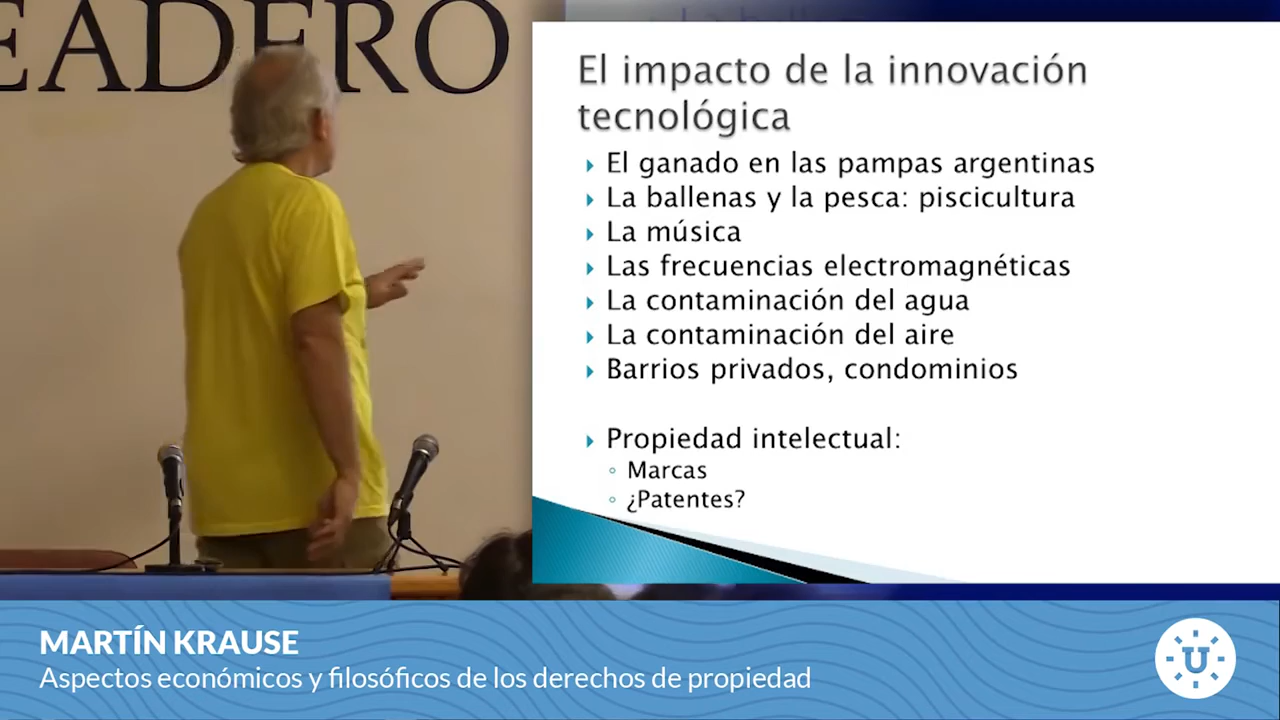 EADERO
El impacto de la innovación
tecnológica
El ganado en las pampas argentinas
La ballenas y la pesca: piscicultura
La música
Las frecuencias electromagnéticas
La contaminación del agua
La contaminación del aire
Barrios privados, condominios
Propiedad intelectual:
Marcas
¿Patentes?
MARTÍN KRAUSE
Aspectos económicos y filosóficos de los derechos de propiedad
U